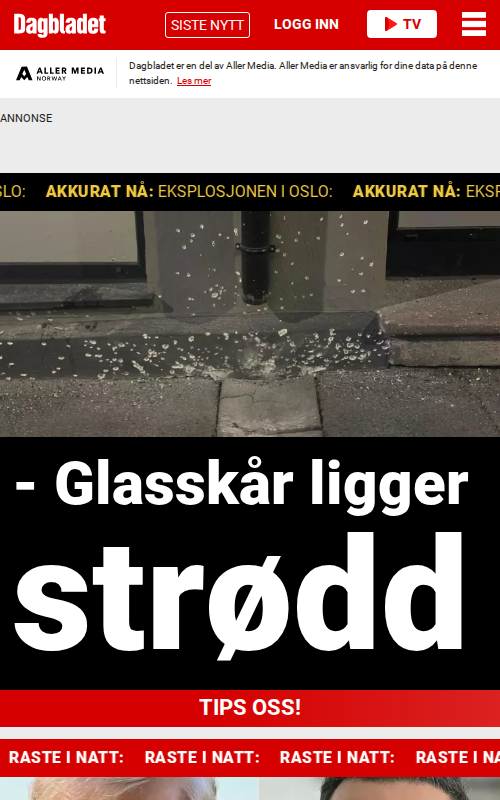 Dagbladet
SISTE NYTT
LOGG INN
TV
ALLER MEDIA
NORWAY
Dagbladet er en del av Aller Media. Aller Media er ansvarlig for dine data på denne
nettsiden. Les mer
ANNONSE
SLO: AKKURAT NÅ: EKSPLOSJONEN I OSLO: AKKURAT NÅ: EKSP
- Glasskår ligger
strødd
TIPS OSS!
RASTE I NATT: RASTE I NATT: RASTE I NATT: RASTE I NA